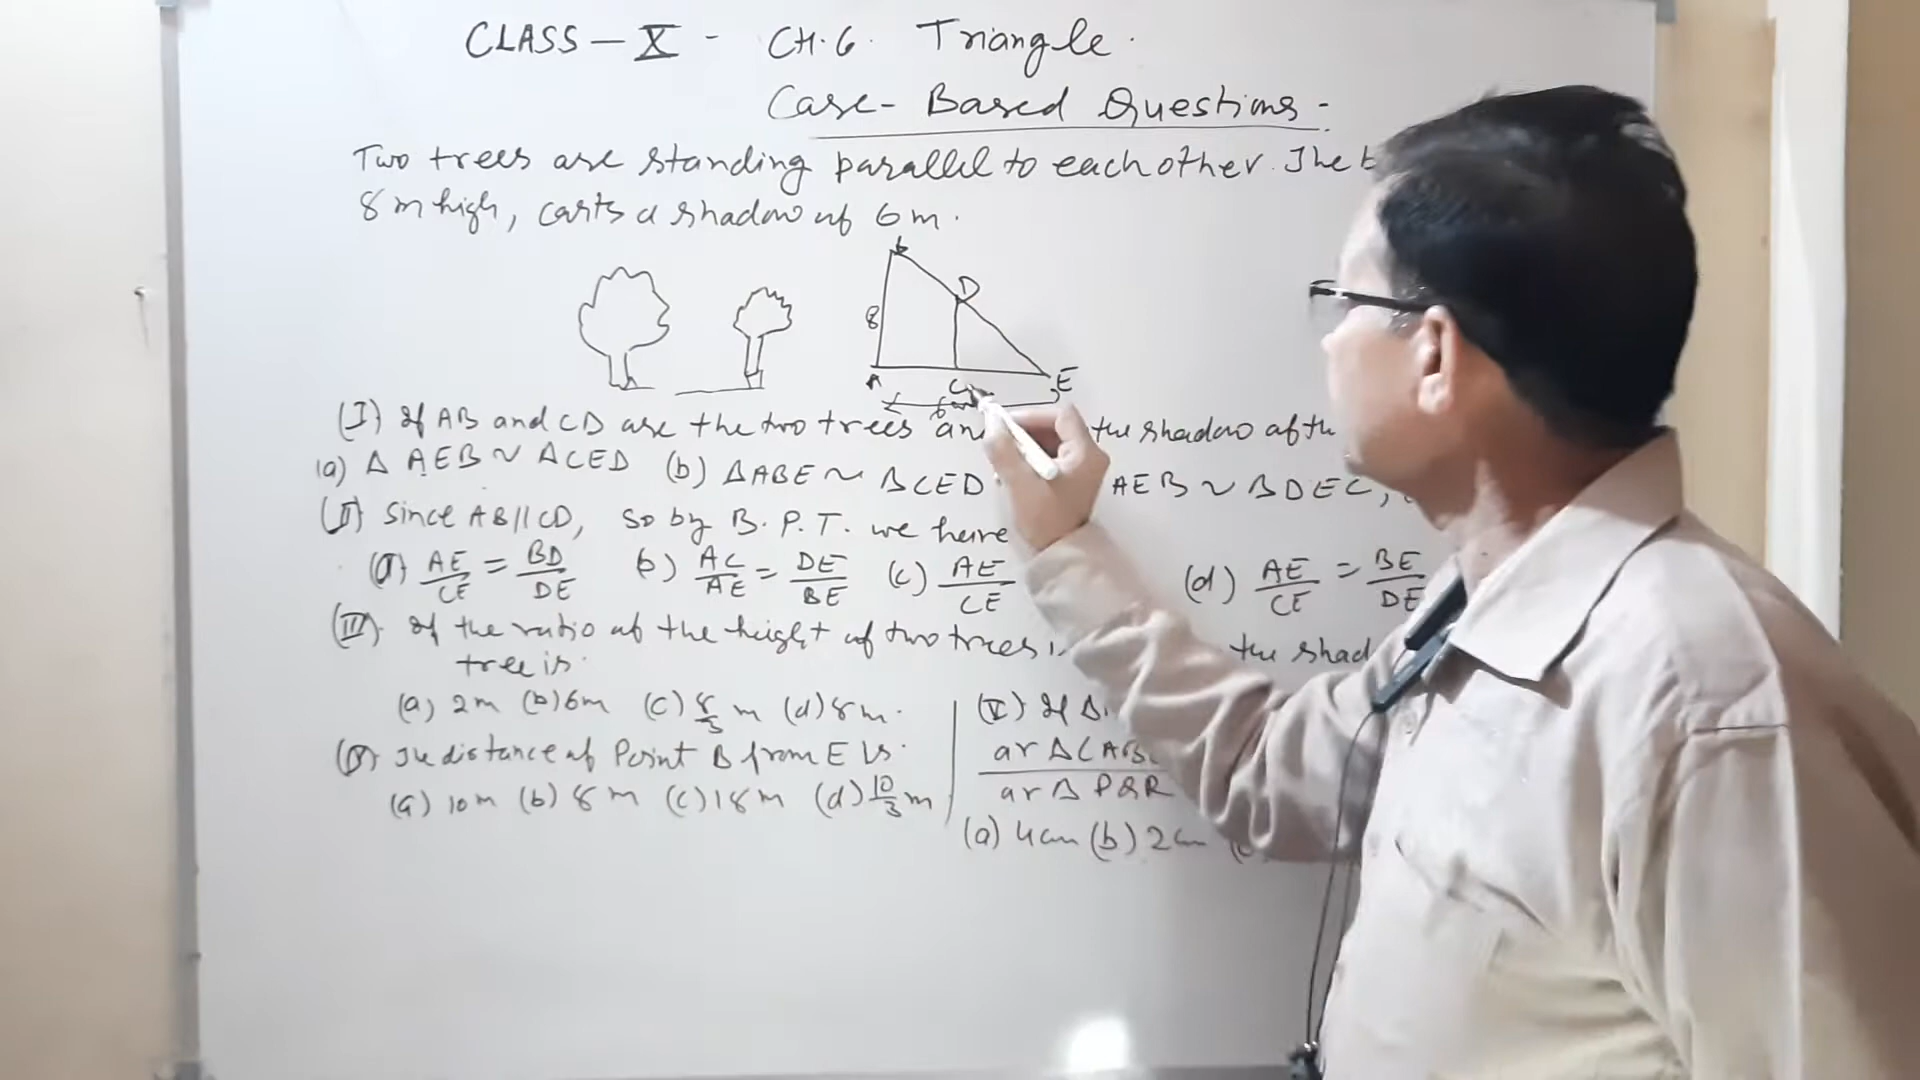 CLASS - X - CH.6. Triangle.
Case-Based Questions -
Two trees are standing parallel to each other. The
8 m high, casts a shadow of 6 m.
B
D
8
A
C
E
6
(I) If AB and CD are the two trees and the shadow of the
(a) Δ AEB ~ ΔCED (b) ΔABE ~ ΔCED AEB ~ ΔDEC,
(II) Since AB||CD, so by B.P.T. we have
(a) AE/CE = BD/DE (b) AC/AE = DE/BE (c) AE/CE (d) AE/CE = BE/DE
(III) If the ratio of the height of two trees the shad
tree is.
(a) 2m (b) 6m (c) 8/3 m (d) 8m.
(V) If Δ
(IV) The distance of Point B from E is.
ar Δ(ABC
ar Δ PQR
(a) 10m (b) 8m (c) 18m (d) 10/3 m
(a) 4cm (b) 2cm